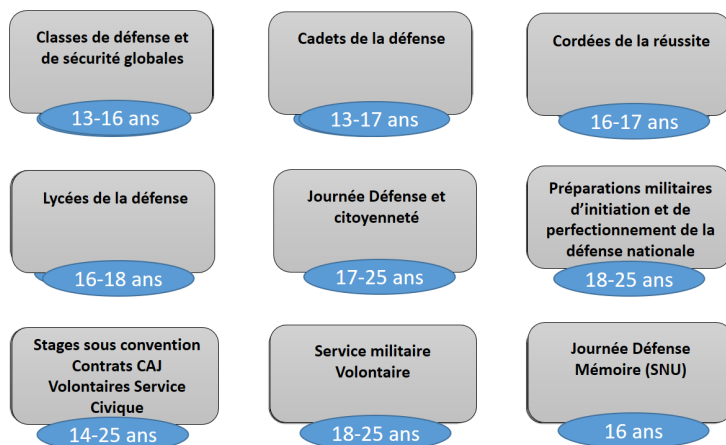 Classes de défense et
de sécurité globales
13-16 ans
Cadets de la défense
13-17 ans
Cordées de la réussite
16-17 ans
Lycées de la défense
16-18 ans
Journée Défense et
citoyenneté
17-25 ans
Préparations militaires
d'initiation et de
perfectionnement de la
défense nationale
18-25 ans
Stages sous convention
Contrats CAJ
Volontaires Service
Civique
14-25 ans
Service militaire
Volontaire
18-25 ans
Journée Défense
Mémoire (SNU)
16 ans